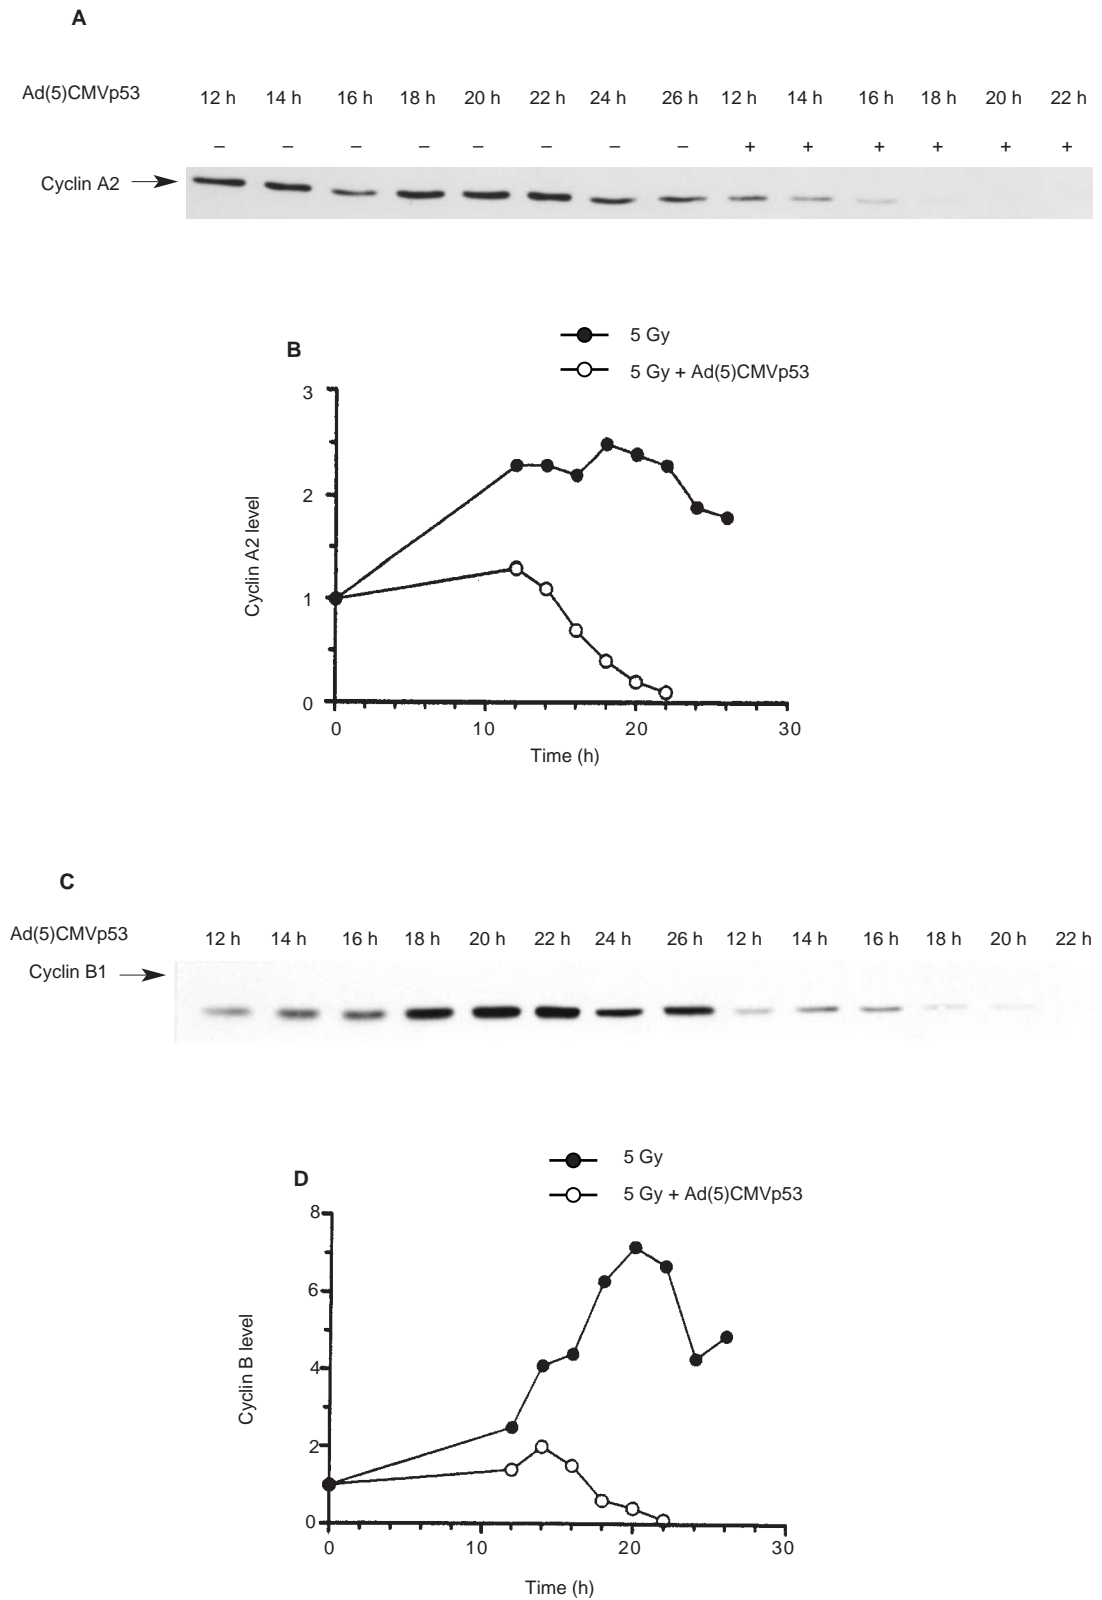 A
Ad(5)CMVp53 12 h 14 h 16 h 18 h 20 h 22 h 24 h 26 h 12 h 14 h 16 h 18 h 20 h 22 h
– – – – – – – – + + + + + +
Cyclin A2
B
5 Gy
5 Gy + Ad(5)CMVp53
3
2
1
0
Cyclin A2 level
0 10 20 30
Time (h)
C
Ad(5)CMVp53 12 h 14 h 16 h 18 h 20 h 22 h 24 h 26 h 12 h 14 h 16 h 18 h 20 h 22 h
Cyclin B1
D
5 Gy
5 Gy + Ad(5)CMVp53
8
6
4
2
0
Cyclin B level
0 10 20 30
Time (h)